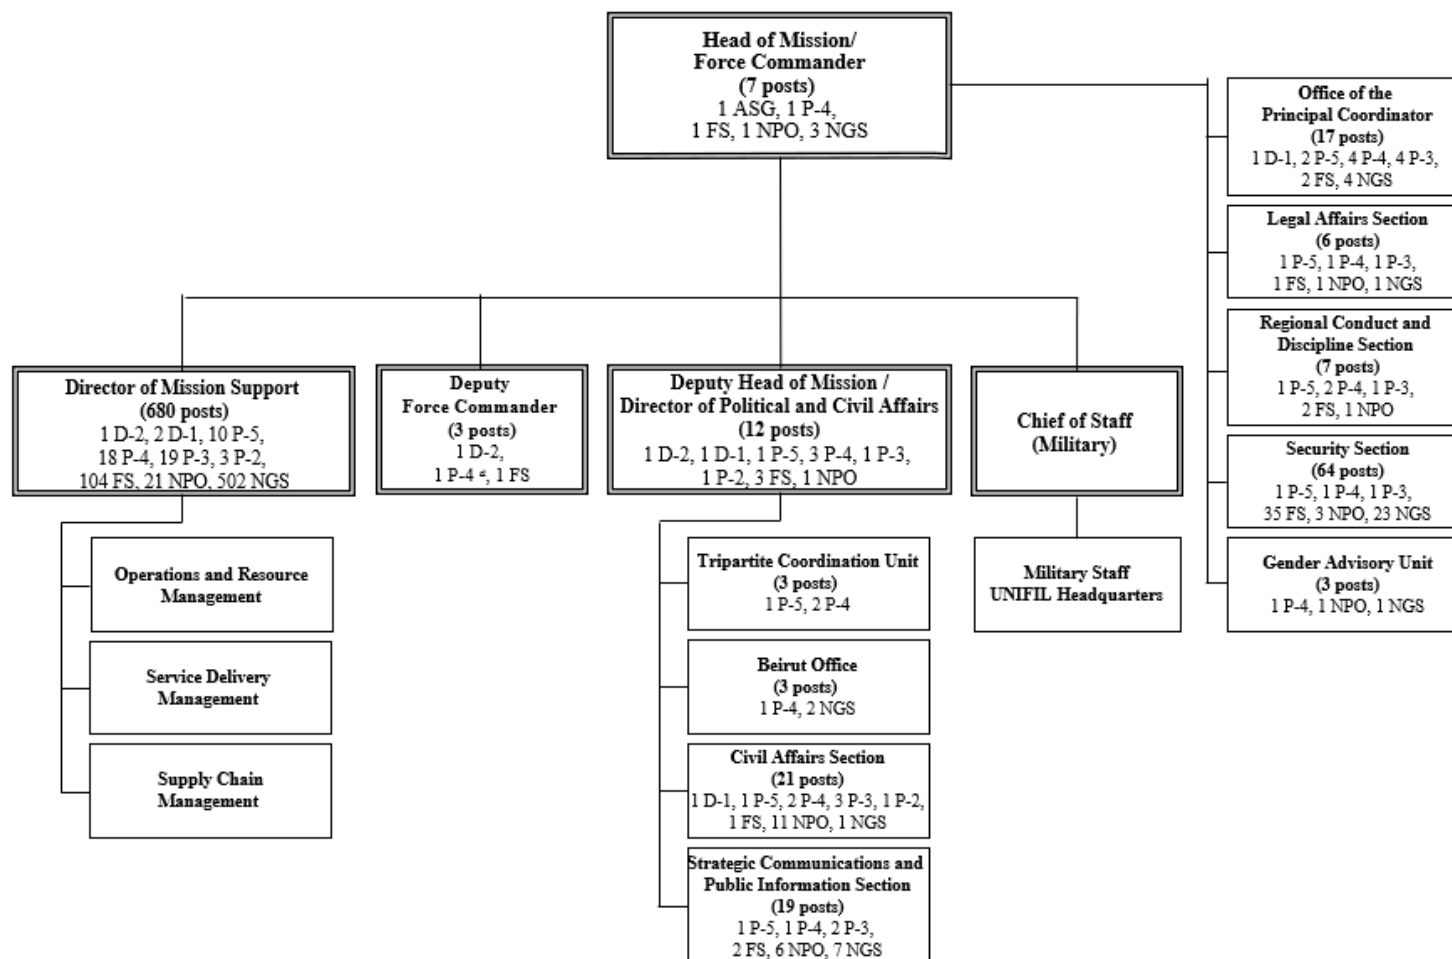 Head of Mission/
Force Commander
(7 posts)
1 ASG, 1 P-4,
1 FS, 1 NPO, 3 NGS
Office of the
Principal Coordinator
(17 posts)
1 D-1, 2 P-5, 4 P-4, 4 P-3,
2 FS, 4 NGS
Legal Affairs Section
(6 posts)
1 P-5, 1 P-4, 1 P-3,
1 FS, 1 NPO, 1 NGS
Regional Conduct and
Discipline Section
(7 posts)
1 P-5, 2 P-4, 1 P-3,
2 FS, 1 NPO
Security Section
(64 posts)
1 P-5, 1 P-4, 1 P-3,
35 FS, 3 NPO, 23 NGS
Gender Advisory Unit
(3 posts)
1 P-4, 1 NPO, 1 NGS
Director of Mission Support
(680 posts)
1 D-2, 2 D-1, 10 P-5,
18 P-4, 19 P-3, 3 P-2,
104 FS, 21 NPO, 502 NGS
Operations and Resource
Management
Service Delivery
Management
Supply Chain
Management
Deputy
Force Commander
(3 posts)
1 D-2,
1 P-4, 1 FS
Deputy Head of Mission /
Director of Political and Civil Affairs
(12 posts)
1 D-2, 1 D-1, 1 P-5, 3 P-4, 1 P-3,
1 P-2, 3 FS, 1 NPO
Tripartite Coordination Unit
(3 posts)
1 P-5, 2 P-4
Beirut Office
(3 posts)
1 P-4, 2 NGS
Civil Affairs Section
(21 posts)
1 D-1, 1 P-5, 2 P-4, 3 P-3, 1 P-2,
1 FS, 11 NPO, 1 NGS
Strategic Communications and
Public Information Section
(19 posts)
1 P-5, 1 P-4, 2 P-3,
2 FS, 6 NPO, 7 NGS
Chief of Staff
(Military)
Military Staff
UNIFIL Headquarters